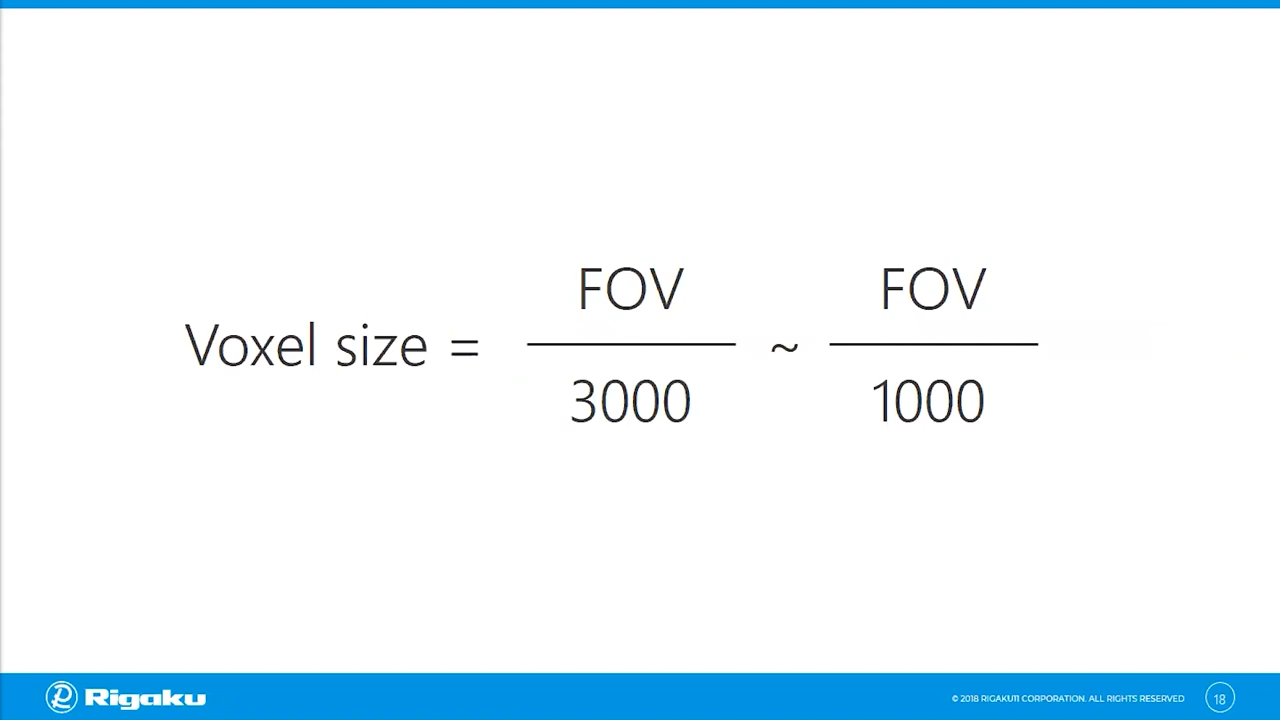 Voxel size = FOV / 3000 ~ FOV / 1000
Rigaku
© 2018 RIGAKU CORPORATION. ALL RIGHTS RESERVED
18